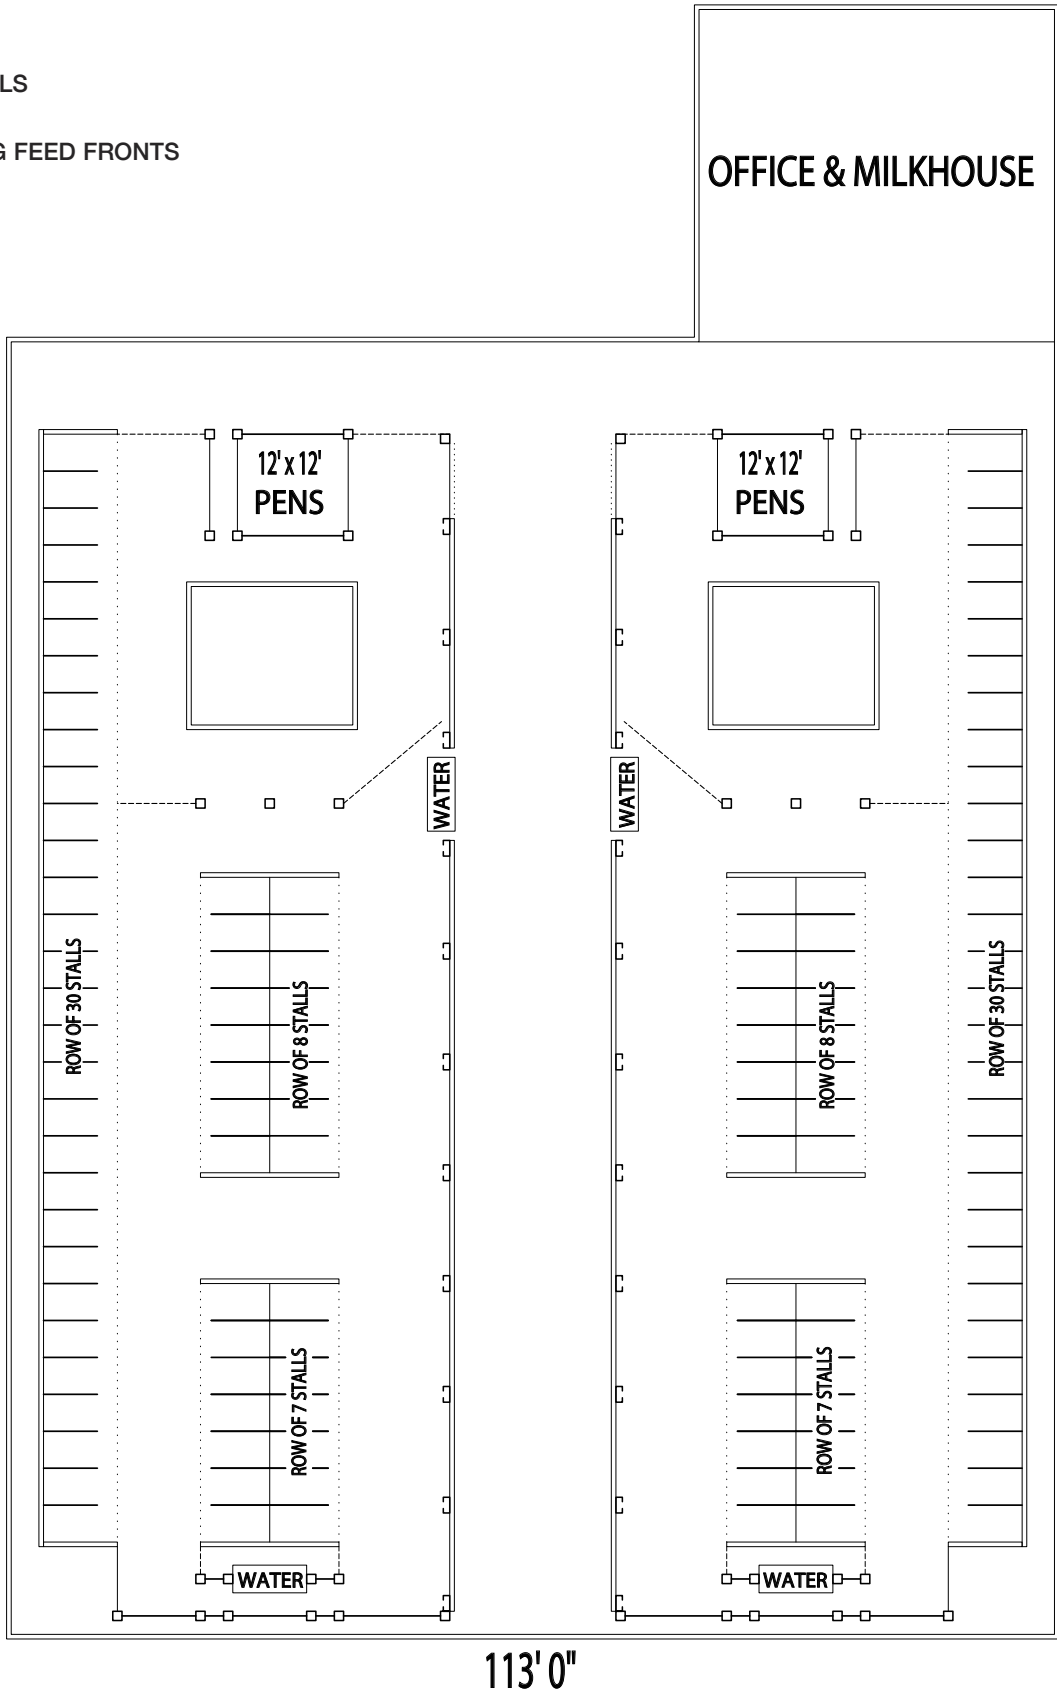 LS
G FEED FRONTS
OFFICE & MILKHOUSE
12' x 12'
PENS
12' x 12'
PENS
WATER
WATER
ROW OF 30 STALLS
ROW OF 8 STALLS
ROW OF 8 STALLS
ROW OF 30 STALLS
ROW OF 7 STALLS
ROW OF 7 STALLS
WATER
WATER
113' 0"